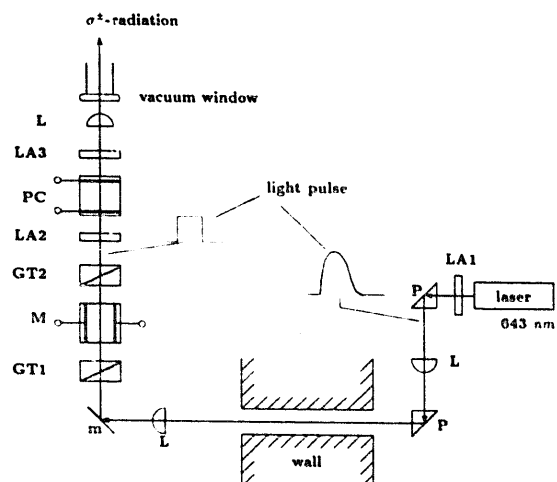 σ±-radiation
vacuum window
L
LA3
PC
light pulse
LA2
LA1
GT2
P
laser
643 nm
M
L
GT1
m
L
P
wall